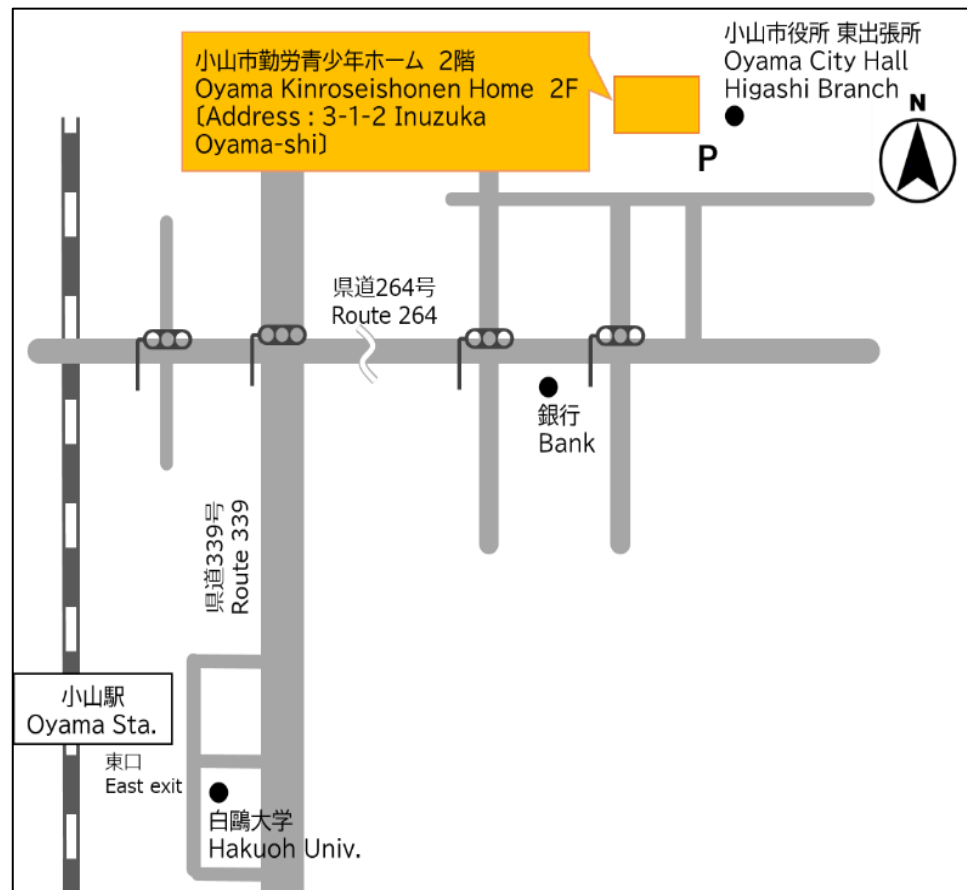 小山市勤労青少年ホーム 2階
Oyama Kinroseishonen Home 2F
〔Address : 3-1-2 Inuzuka
Oyama-shi〕
小山市役所 東出張所
Oyama City Hall
Higashi Branch
N
P
県道264号
Route 264
銀行
Bank
県道339号
Route 339
小山駅
Oyama Sta.
東口
East exit
白鷗大学
Hakuoh Univ.